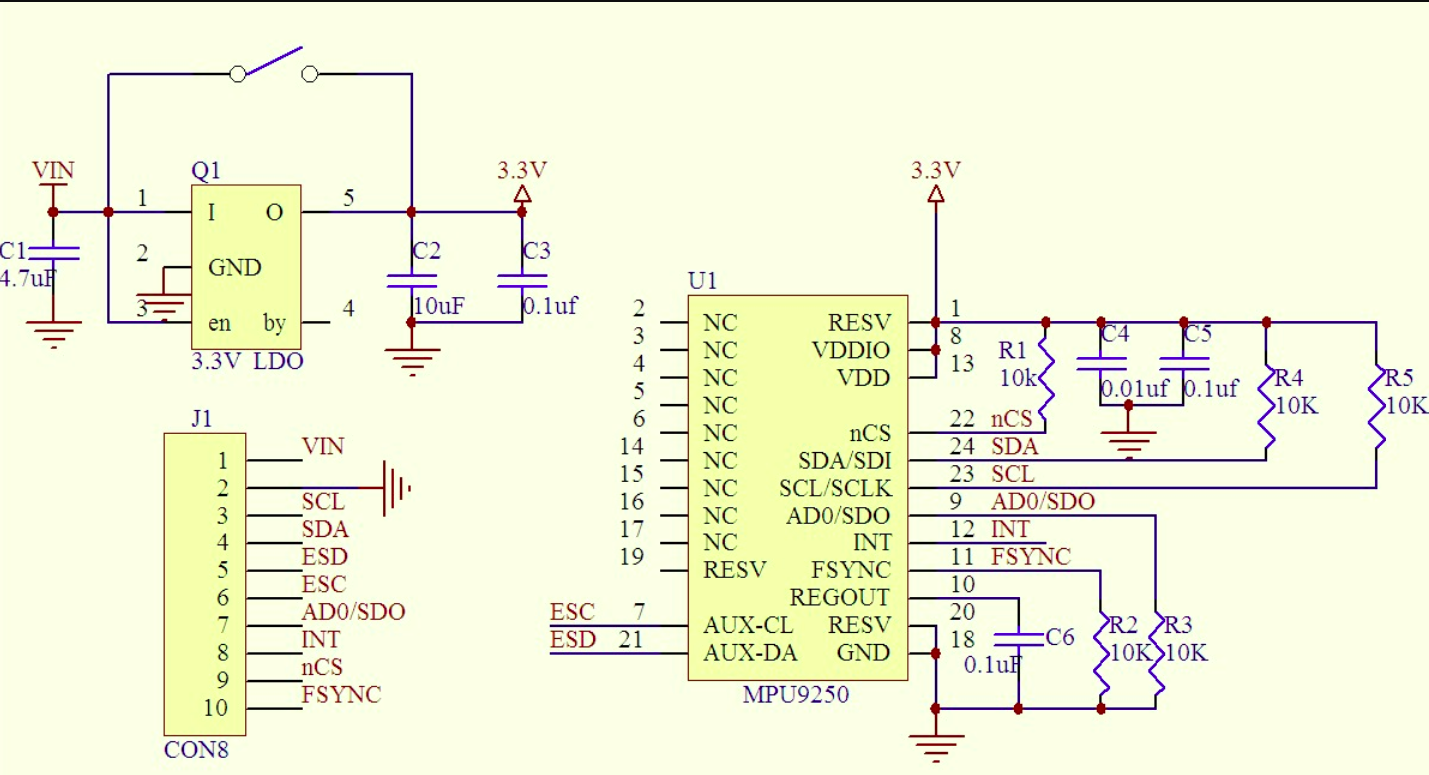 VIN
Q1
3.3V
3.3V
1
I
O
5
C1
4.7uF
2
GND
C2
10uF
C3
0.1uf
3
en
by
4
3.3V LDO
J1
1
VIN
2
3
SCL
4
SDA
5
ESD
6
ESC
7
AD0/SDO
8
INT
9
nCS
10
FSYNC
CON8
U1
2
NC
RESV
1
3
NC
VDDIO
8
4
NC
VDD
13
5
NC
6
NC
nCS
22
nCS
14
NC
SDA/SDI
24
SDA
15
NC
SCL/SCLK
23
SCL
16
NC
AD0/SDO
9
AD0/SDO
17
NC
INT
12
INT
19
RESV
FSYNC
11
FSYNC
REGOUT
10
ESC
7
AUX-CL
RESV
20
ESD
21
AUX-DA
GND
18
MPU9250
R1
10k
C4
0.01uf
C5
0.1uf
R4
10K
R5
10K
C6
0.1uF
R2
10K
R3
10K